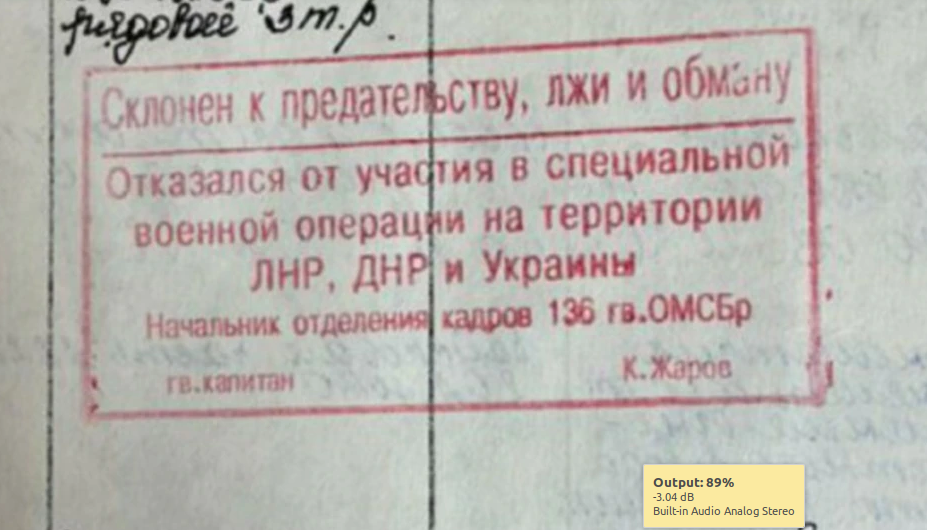 рядовое 3 т.р.
Склонен к предательству, лжи и обману
Отказался от участия в специальной
военной операции на территории
ЛНР, ДНР и Украины
Начальник отделения кадров 136 гв.ОМСБр
гв.капитан К.Жаров
Output: 89%
-3.04 dB
Built-in Audio Analog Stereo